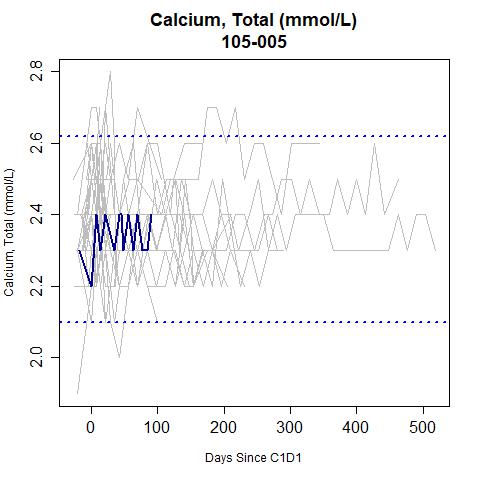 Calcium, Total (mmol/L)
105-005
Calcium, Total (mmol/L)
2.8
2.6
2.4
2.2
2.0
0 100 200 300 400 500
Days Since C1D1